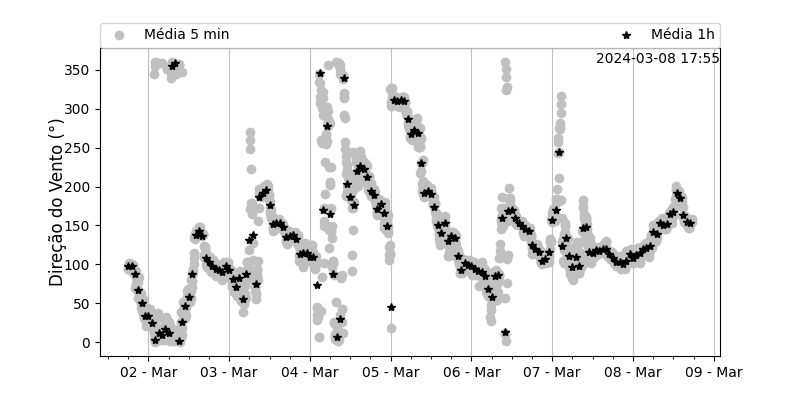 Média 5 min
Média 1h
2024-03-08 17:55
Direção do Vento (°)
350
300
250
200
150
100
50
0
02 - Mar
03 - Mar
04 - Mar
05 - Mar
06 - Mar
07 - Mar
08 - Mar
09 - Mar